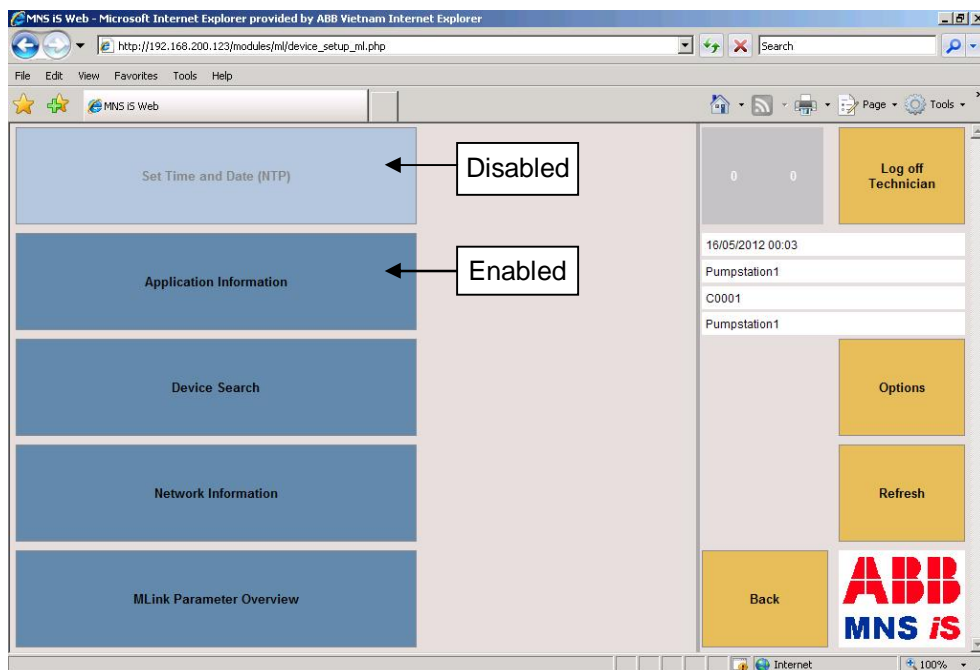 MNS iS Web - Microsoft Internet Explorer provided by ABB Vietnam Internet Explorer
http://192.168.200.123/modules/ml/device_setup_ml.php
Search
File Edit View Favorites Tools Help
MNS iS Web
Page
Tools
Set Time and Date (NTP)
Disabled
0 0
Log off
Technician
Application Information
Enabled
16/05/2012 00:03
Pumpstation1
C0001
Pumpstation1
Device Search
Options
Network Information
Refresh
MLink Parameter Overview
Back
ABB
MNS iS
Internet
100%